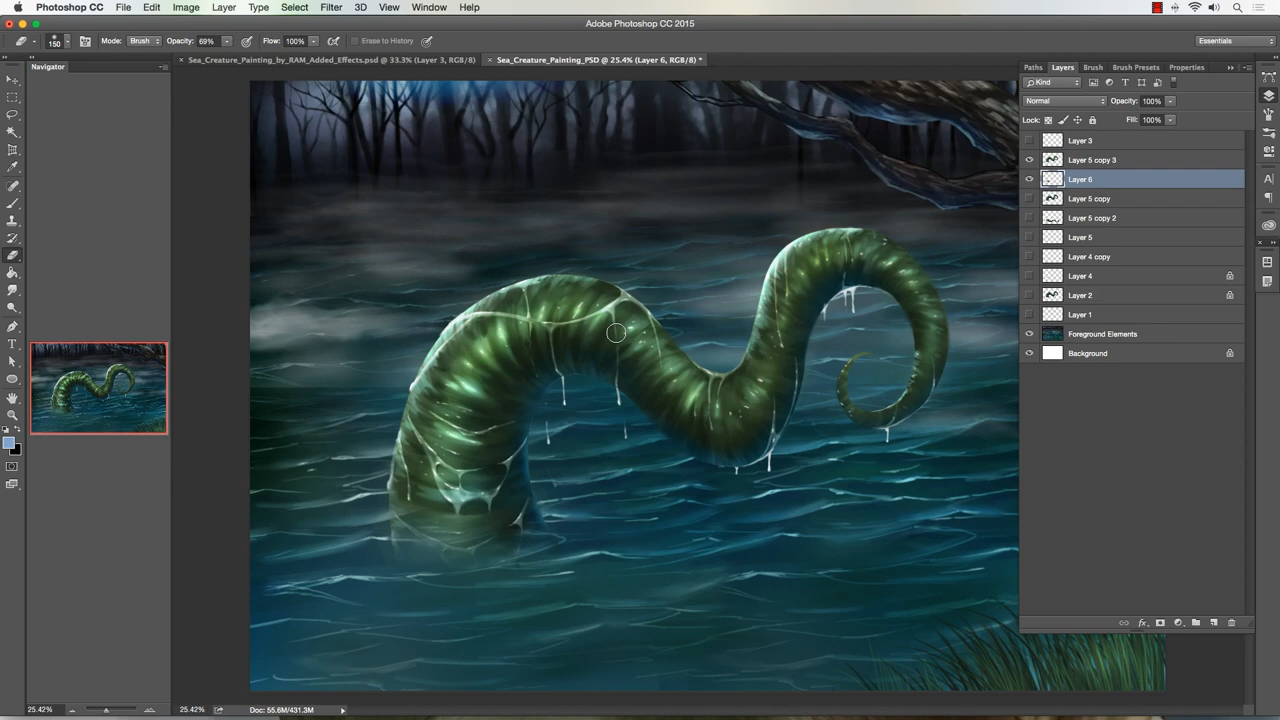 Photoshop CC File Edit Image Layer Type Select Filter 3D View Window Help
Adobe Photoshop CC 2015
150 Mode: Brush Opacity: 69% Flow: 100% Erase to History Essentials
× Sea_Creature_Painting_by_RAM_Added_Effects.psd @ 33.3% (Layer 3, RGB/8) × Sea_Creature_Painting_PSD @ 25.4% (Layer 6, RGB/8) *
Navigator
Paths Layers Brush Brush Presets Properties
Kind
Normal Opacity: 100%
Lock: Fill: 100%
Layer 3
Layer 5 copy 3
Layer 6
Layer 5 copy
Layer 5 copy 2
Layer 5
Layer 4 copy
Layer 4
Layer 2
Layer 1
Foreground Elements
Background
25.42% 25.42% Doc: 55.6M/431.3M